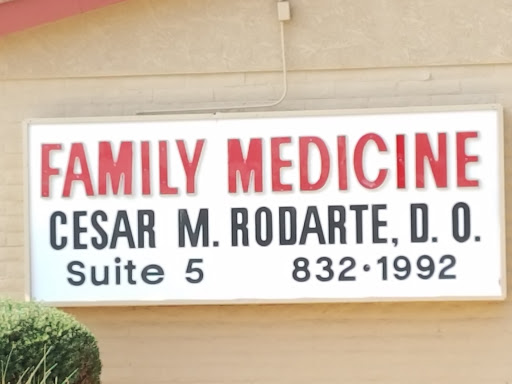 FAMILY MEDICINE
CESAR M. RODARTE, D. O.
Suite 5 832·1992